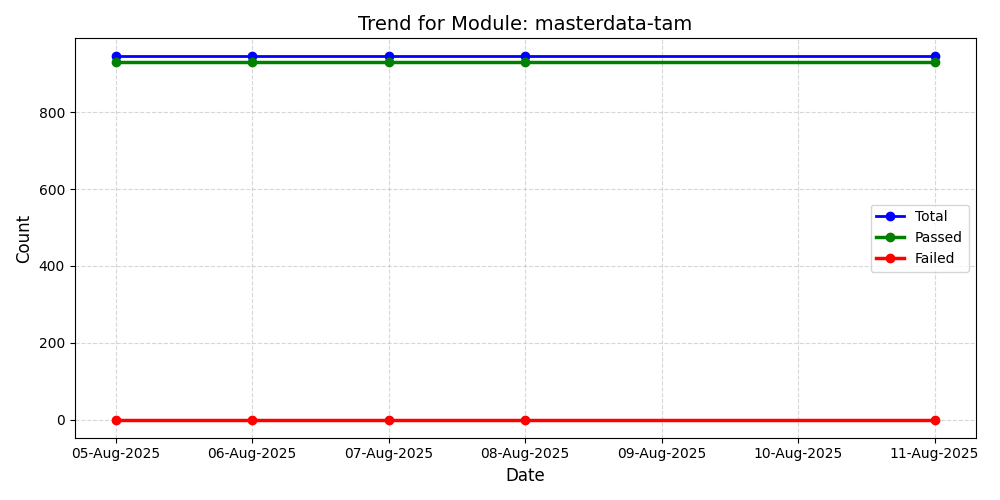 Trend for Module: masterdata-tam
Count
800
600
400
200
0
Total
Passed
Failed
05-Aug-2025
06-Aug-2025
07-Aug-2025
08-Aug-2025
09-Aug-2025
10-Aug-2025
11-Aug-2025
Date